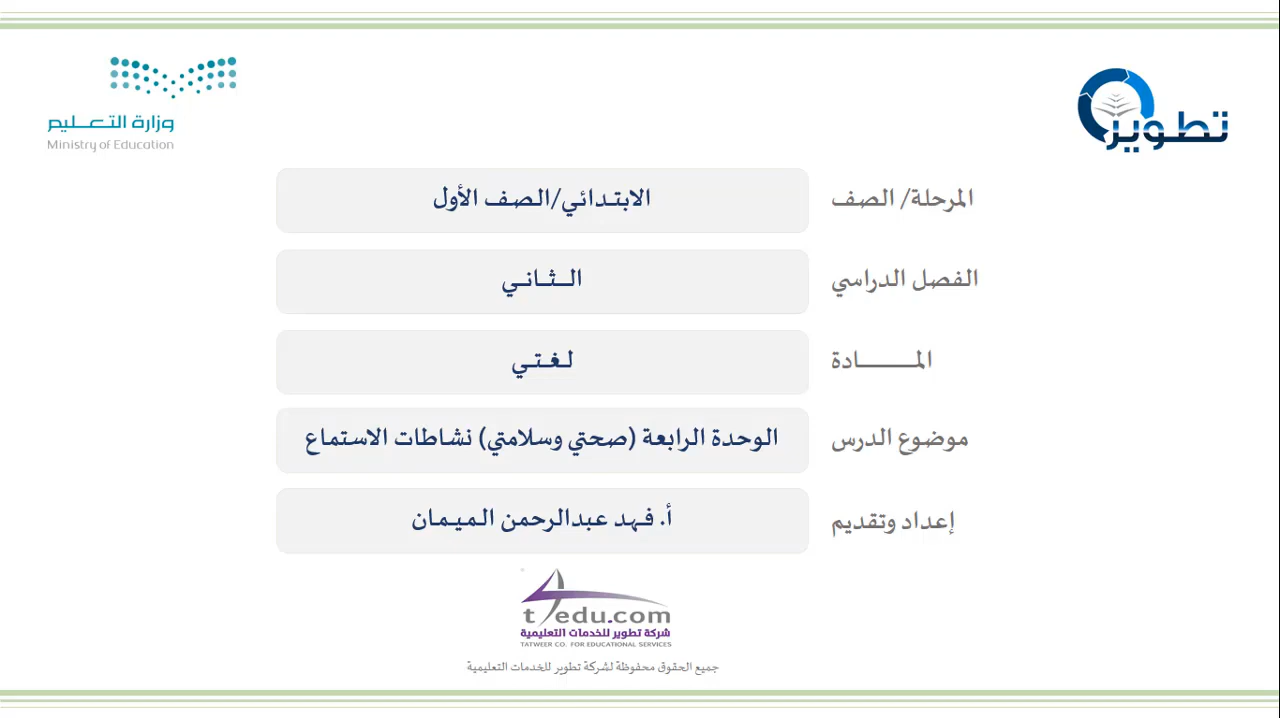 وزارة التعليم
Ministry of Education
تطوير
المرحلة/ الصف الابتدائي/الصف الأول
الفصل الدراسي الثاني
المادة لغتي
موضوع الدرس الوحدة الرابعة (صحتي وسلامتي) نشاطات الاستماع
إعداد وتقديم أ. فهد عبدالرحمن الميمان
t4edu.com
شركة تطوير للخدمات التعليمية
TATWEER CO. FOR EDUCATIONAL SERVICES
جميع الحقوق محفوظة لشركة تطوير للخدمات التعليمية